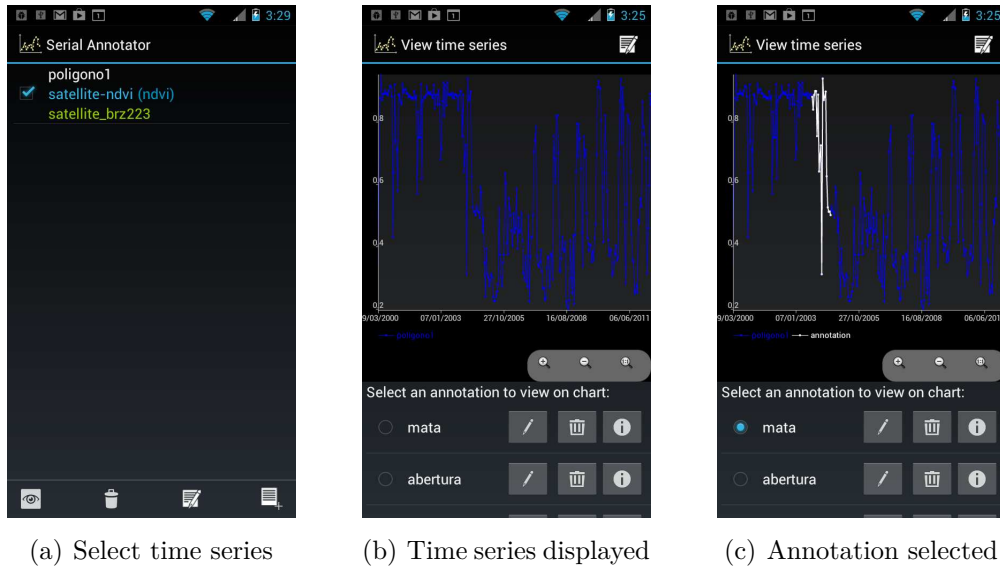 3:29
Serial Annotator
poligono1
satellite-ndvi (ndvi)
satellite_brz223
(a) Select time series
1 3:25
View time series
0,8
0,6
0,4
0,2
9/03/2000 07/01/2003 27/10/2005 16/08/2008 06/06/2011
poligono1
Select an annotation to view on chart:
mata
abertura
(b) Time series displayed
1 3:25
View time series
0,8
0,6
0,4
0,2
9/03/2000 07/01/2003 27/10/2005 16/08/2008 06/06/201
poligono1 annotation
Select an annotation to view on chart:
mata
abertura
(c) Annotation selected